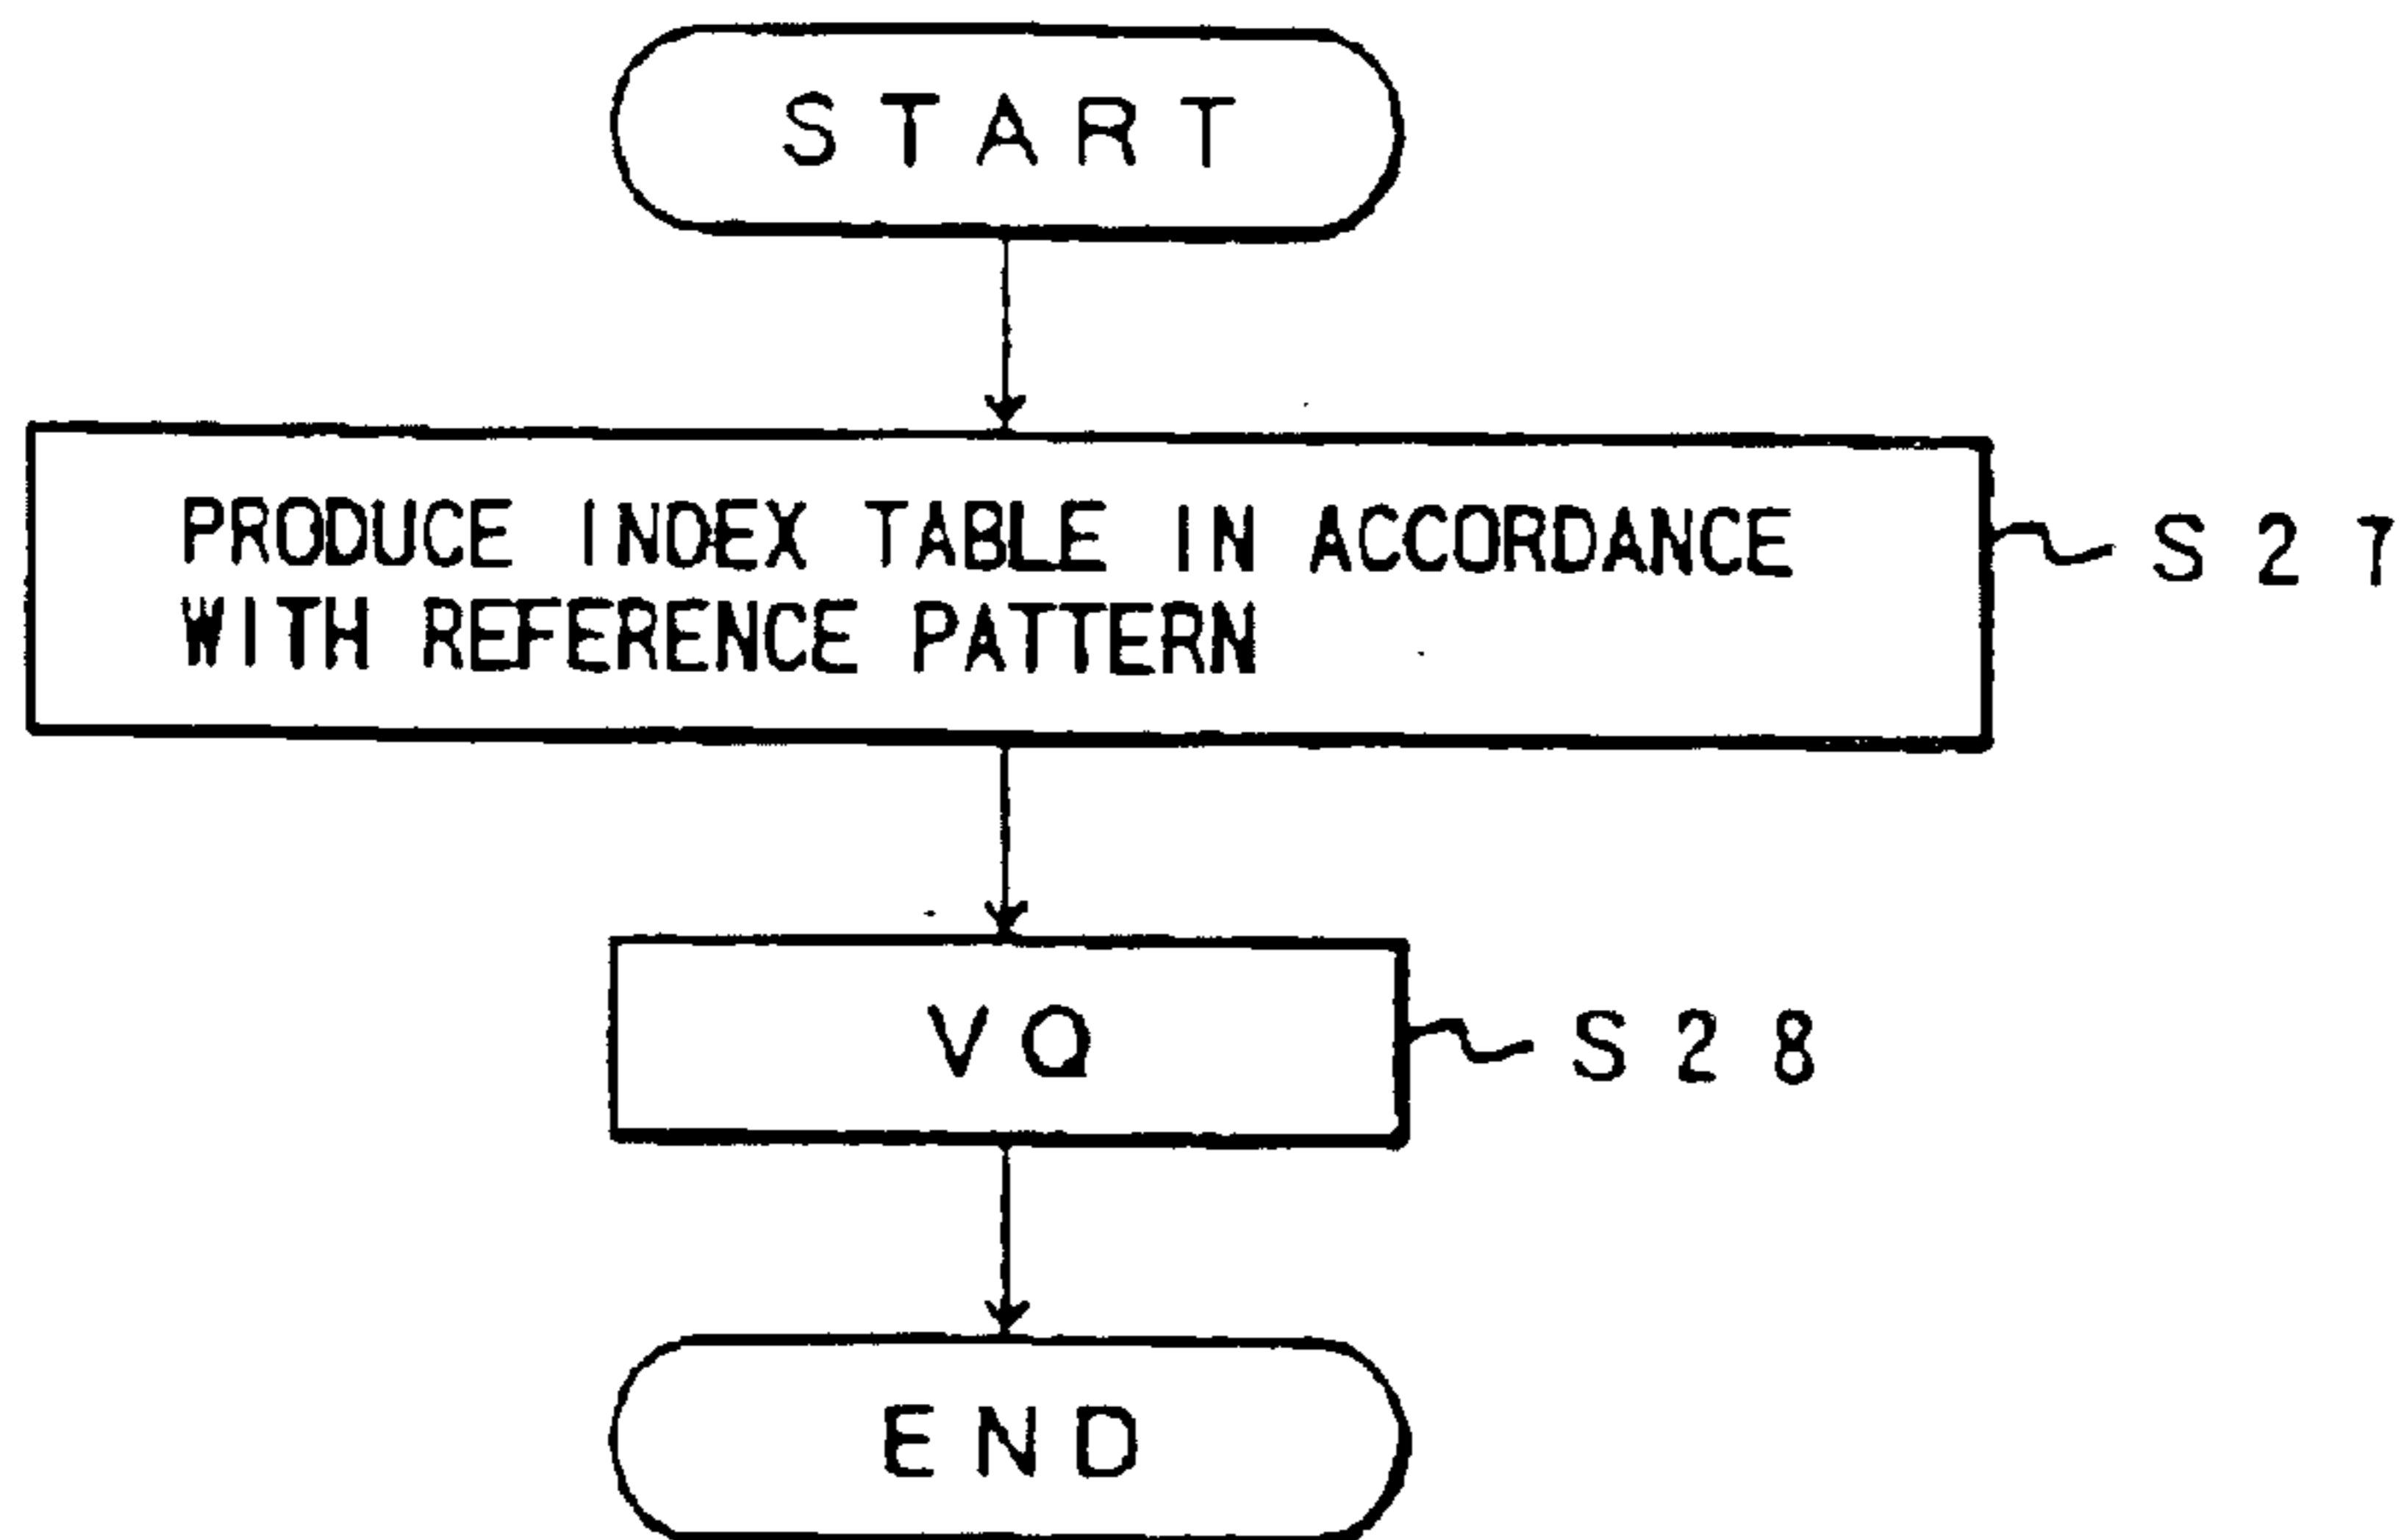 START
PRODUCE INDEX TABLE IN ACCORDANCE
WITH REFERENCE PATTERN
S27
VQ
S28
END